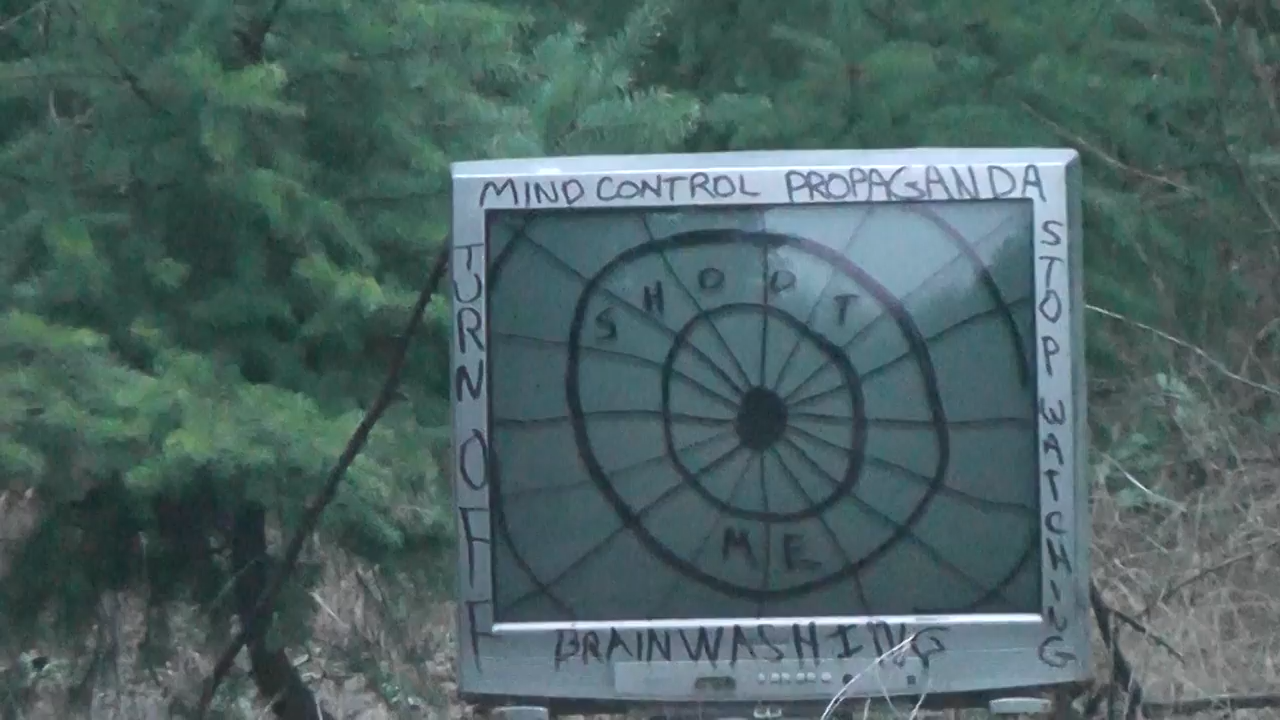 MIND CONTROL PROPAGANDA
TURN OFF
STOP WATCHING
SHOOT
ME
BRAINWASHING